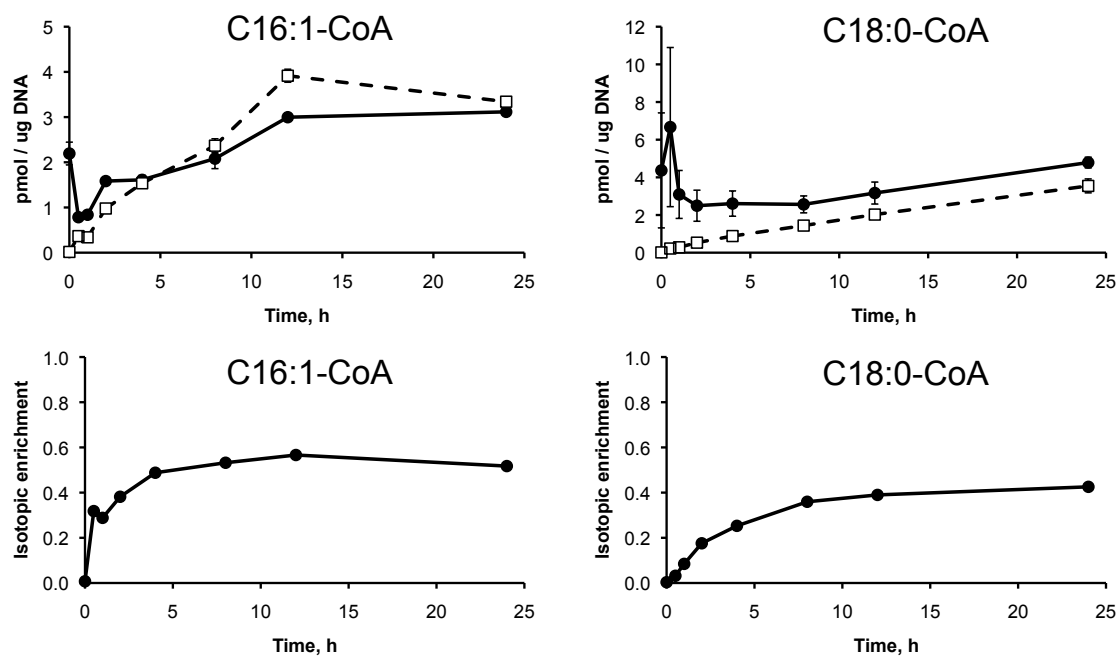 C16:1-CoA
pmol / ug DNA
5
4
3
2
1
0
0 5 10 15 20 25
Time, h
C18:0-CoA
pmol / ug DNA
12
10
8
6
4
2
0
0 5 10 15 20 25
Time, h
C16:1-CoA
Isotopic enrichment
1.0
0.8
0.6
0.4
0.2
0.0
0 5 10 15 20 25
Time, h
C18:0-CoA
Isotopic enrichment
1.0
0.8
0.6
0.4
0.2
0.0
0 5 10 15 20 25
Time, h